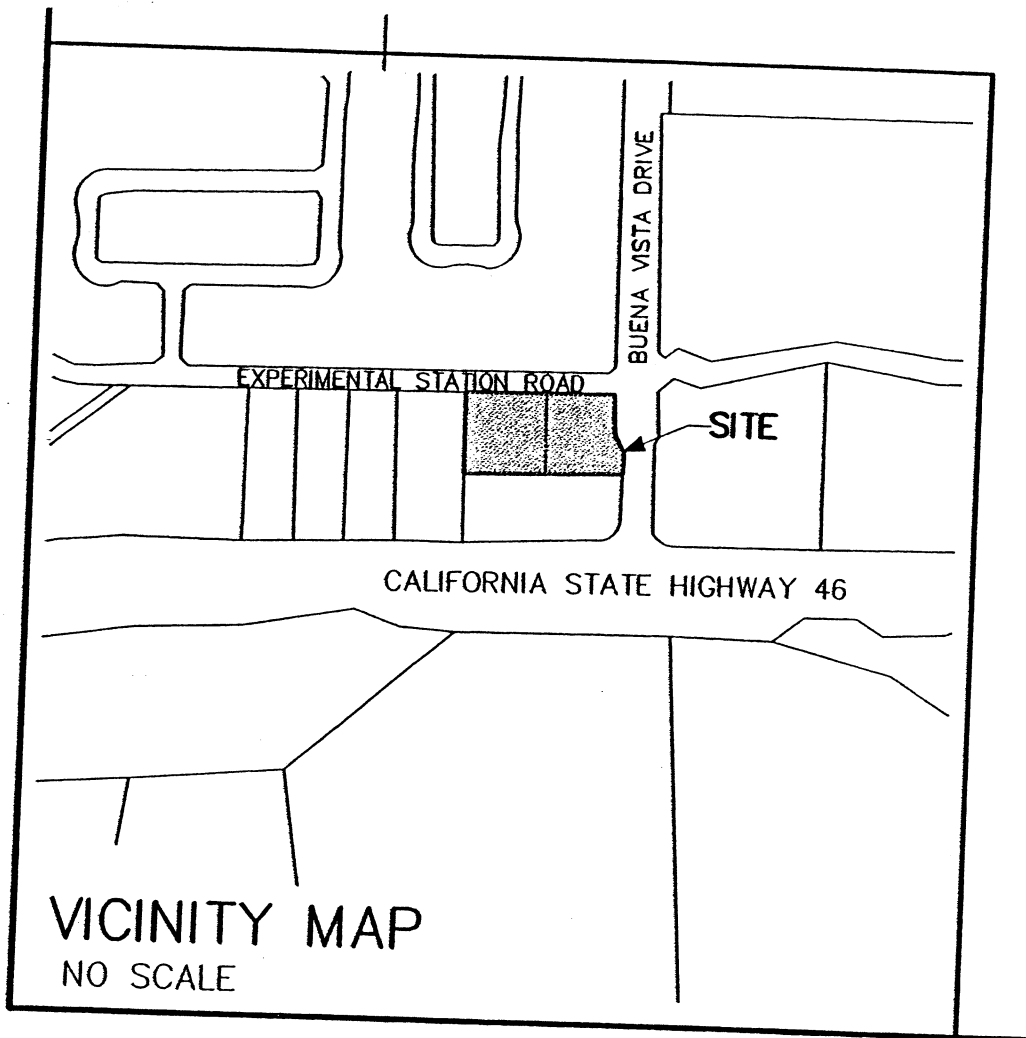 BUENA VISTA DRIVE
EXPERIMENTAL STATION ROAD
SITE
CALIFORNIA STATE HIGHWAY 46
VICINITY MAP
NO SCALE